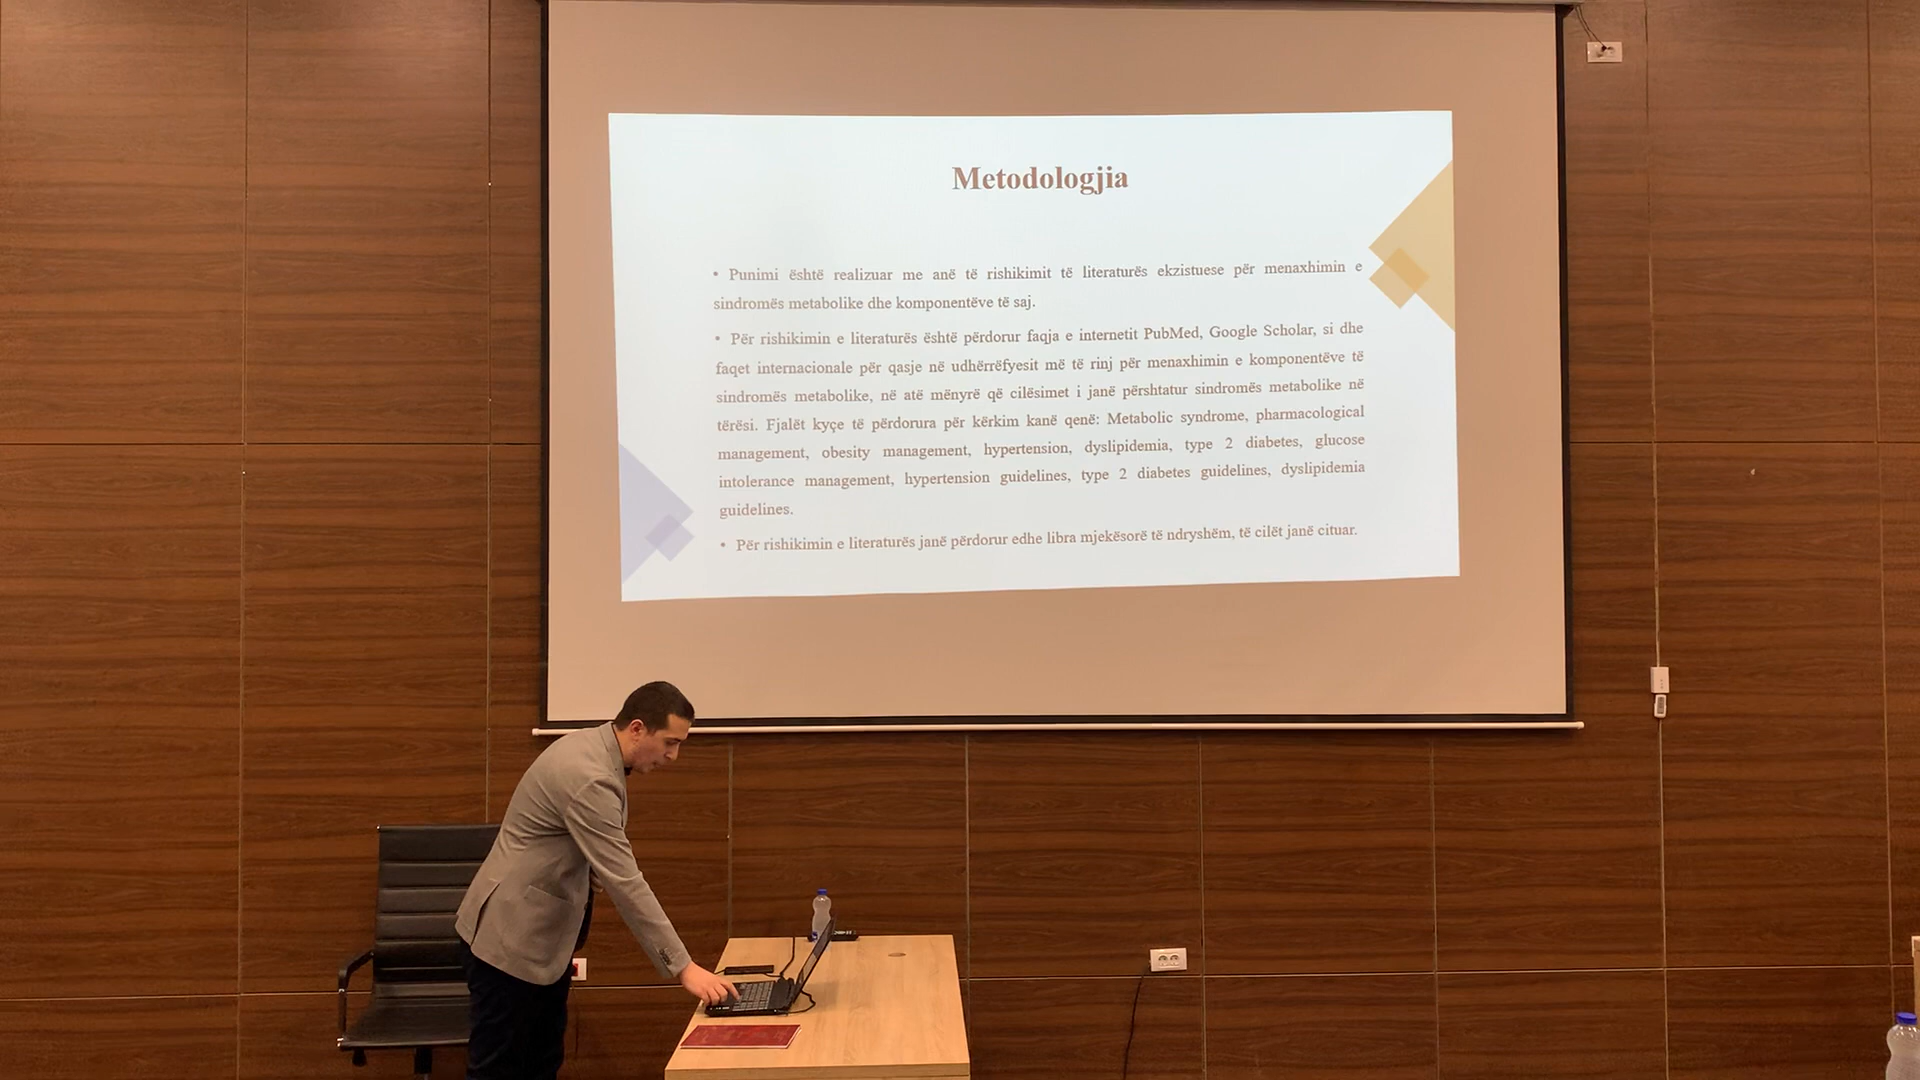 Metodologjia
• Punimi është realizuar me anë të rishikimit të literaturës ekzistuese për menaxhimin e
sindromës metabolike dhe komponentëve të saj.
• Për rishikimin e literaturës është përdorur faqja e internetit PubMed, Google Scholar, si dhe
faqet internacionale për qasje në udhërrëfyesit më të rinj për menaxhimin e komponentëve të
sindromës metabolike, në atë mënyrë që cilësimet i janë përshtatur sindromës metabolike në
tërësi. Fjalët kyçe të përdorura për kërkim kanë qenë: Metabolic syndrome, pharmacological
management, obesity management, hypertension, dyslipidemia, type 2 diabetes, glucose
intolerance management, hypertension guidelines, type 2 diabetes guidelines, dyslipidemia
guidelines.
• Për rishikimin e literaturës janë përdorur edhe libra mjekësorë të ndryshëm, të cilët janë cituar.